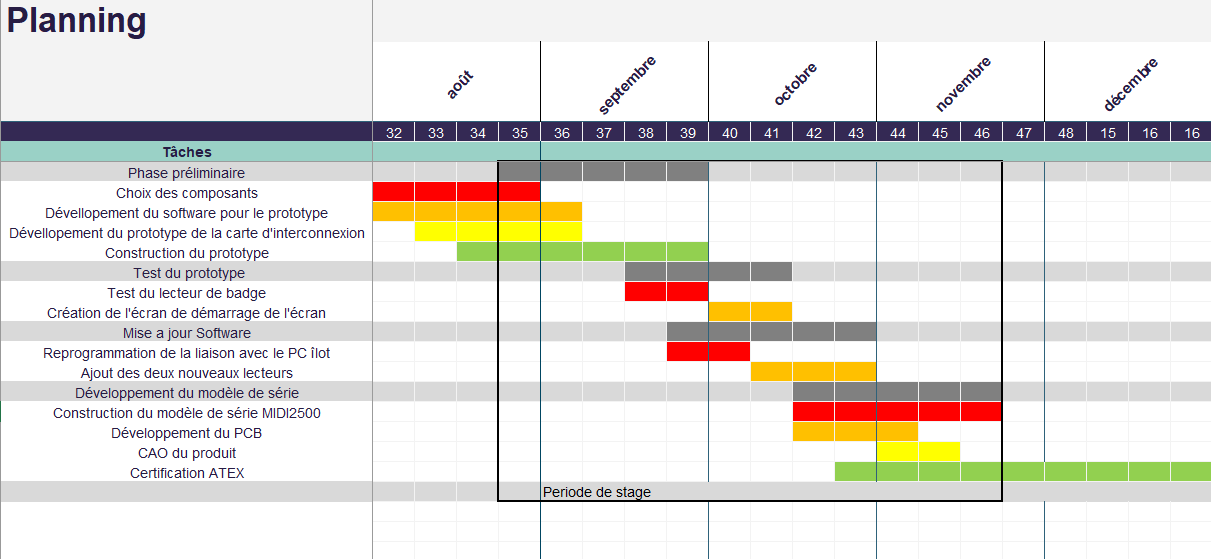 Planning
août septembre octobre novembre décembre
32 33 34 35 36 37 38 39 40 41 42 43 44 45 46 47 48 15 16 16
Tâches
Phase préliminaire
Choix des composants
Dévellopement du software pour le prototype
Dévellopement du prototype de la carte d'interconnexion
Construction du prototype
Test du prototype
Test du lecteur de badge
Création de l'écran de démarrage de l'écran
Mise a jour Software
Reprogrammation de la liaison avec le PC îlot
Ajout des deux nouveaux lecteurs
Développement du modèle de série
Construction du modèle de série MIDI2500
Développement du PCB
CAO du produit
Certification ATEX
Periode de stage